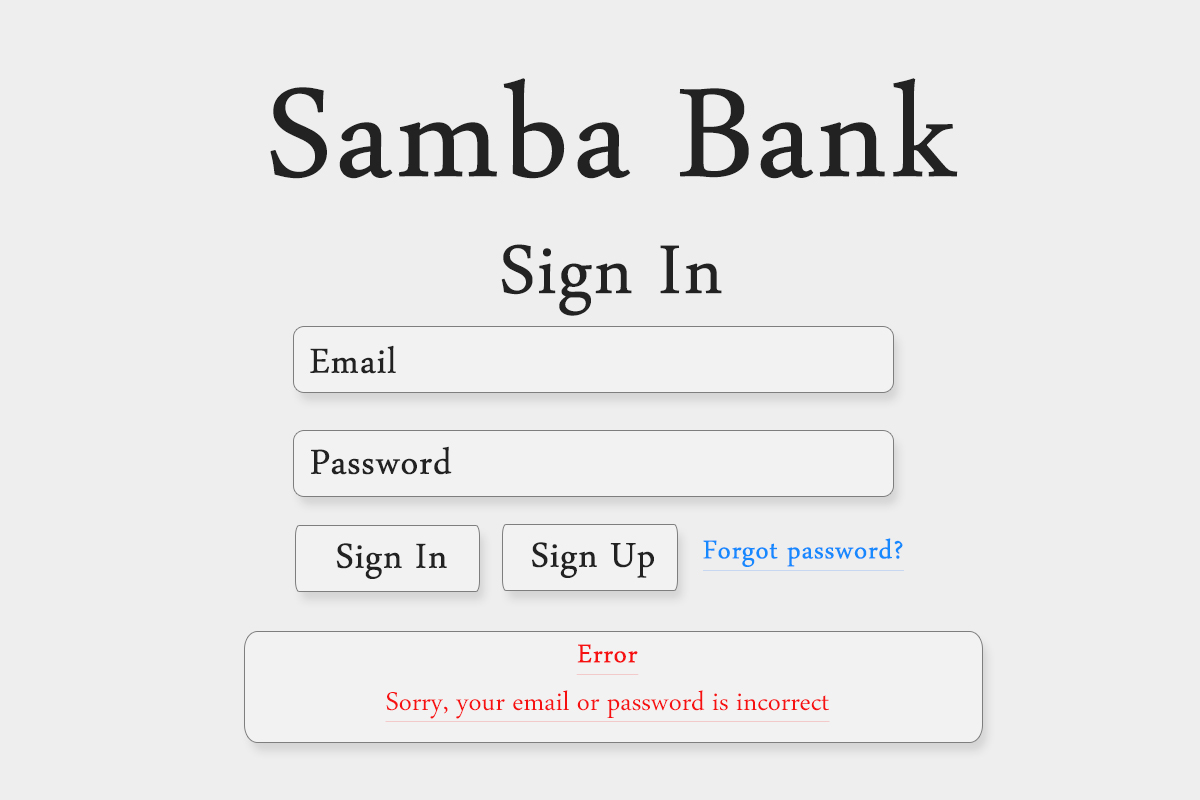 Samba Bank
Sign In
Email
Password
Sign In
Sign Up
Forgot password?
Error
Sorry, your email or password is incorrect